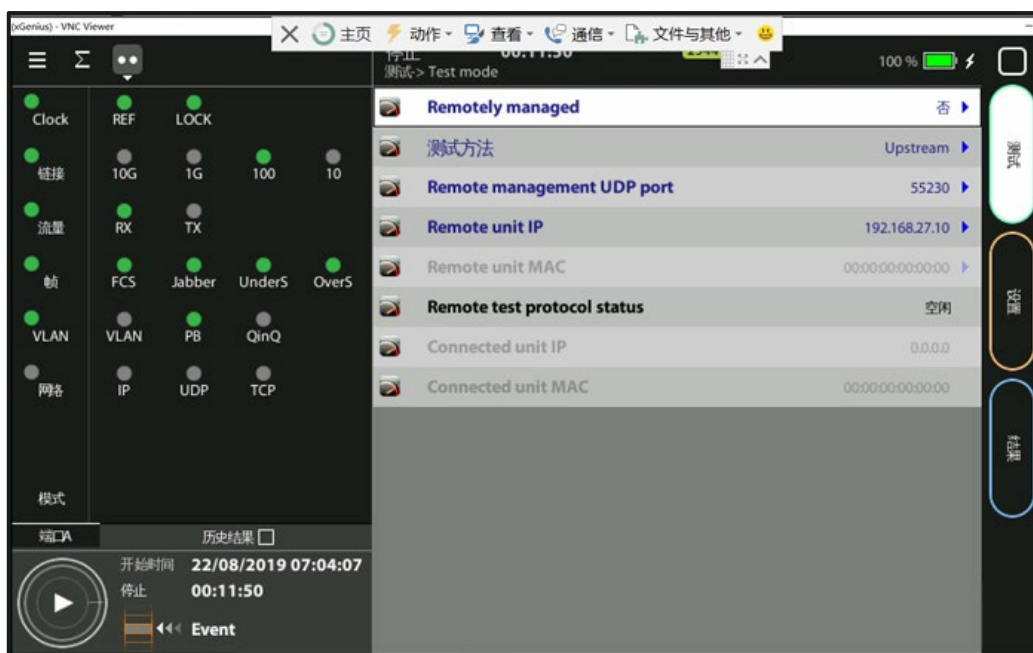 (xGenius) - VNC Viewer
主页 动作 查看 通信 文件与其他
Σ
停止 00:11:50
测试-> Test mode
100 %
Clock REF LOCK
链接 10G 1G 100 10
流量 RX TX
帧 FCS Jabber UnderS OverS
VLAN VLAN PB QinQ
网络 IP UDP TCP
模式
端口A 历史结果
开始时间 22/08/2019 07:04:07
停止 00:11:50
Event
Remotely managed 否
测试方法 Upstream
Remote management UDP port 55230
Remote unit IP 192.168.27.10
Remote unit MAC 00:00:00:00:00:00
Remote test protocol status 空闲
Connected unit IP 0.0.0.0
Connected unit MAC 00:00:00:00:00:00
测试
设置
结果